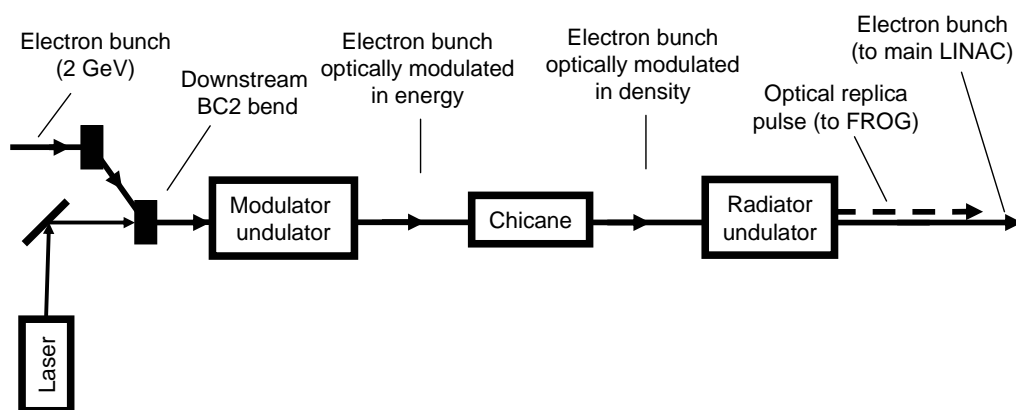 Electron bunch
(2 GeV)
Downstream
BC2 bend
Electron bunch
optically modulated
in energy
Electron bunch
optically modulated
in density
Electron bunch
(to main LINAC)
Optical replica
pulse (to FROG)
Modulator
undulator
Chicane
Radiator
undulator
Laser